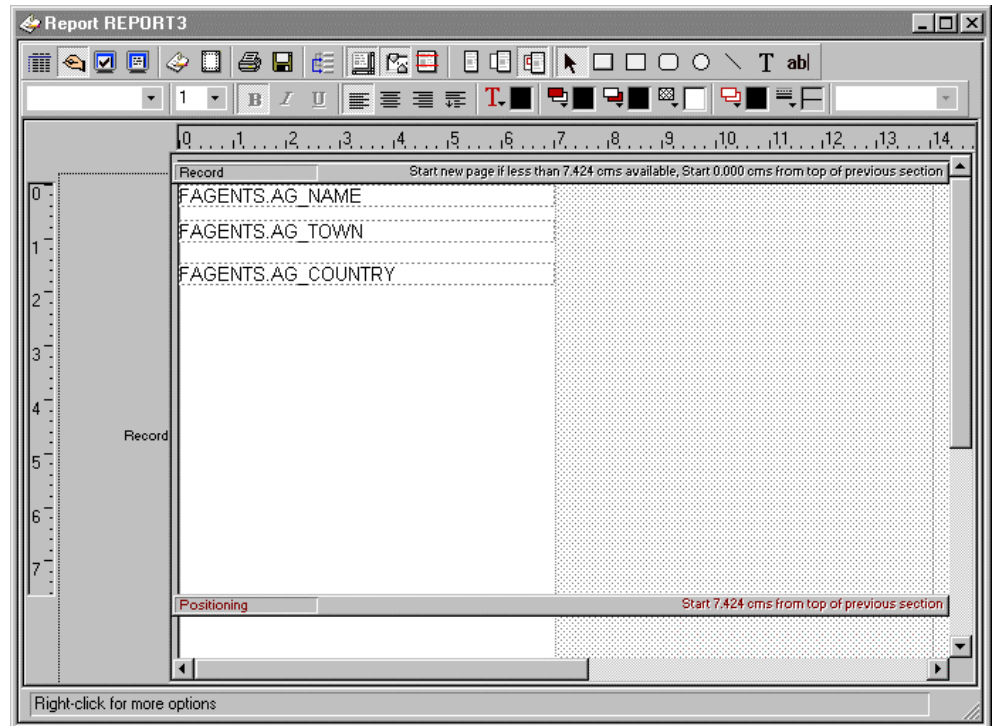 Report REPORT3
T ab|
1 B I U T
0 1 2 3 4 5 6 7 8 9 10 11 12 13 14
Record Start new page if less than 7.424 cms available, Start 0.000 cms from top of previous section
0
FAGENTS.AG_NAME
FAGENTS.AG_TOWN
1
FAGENTS.AG_COUNTRY
2
3
4
Record
5
6
7
Positioning Start 7.424 cms from top of previous section
Right-click for more options